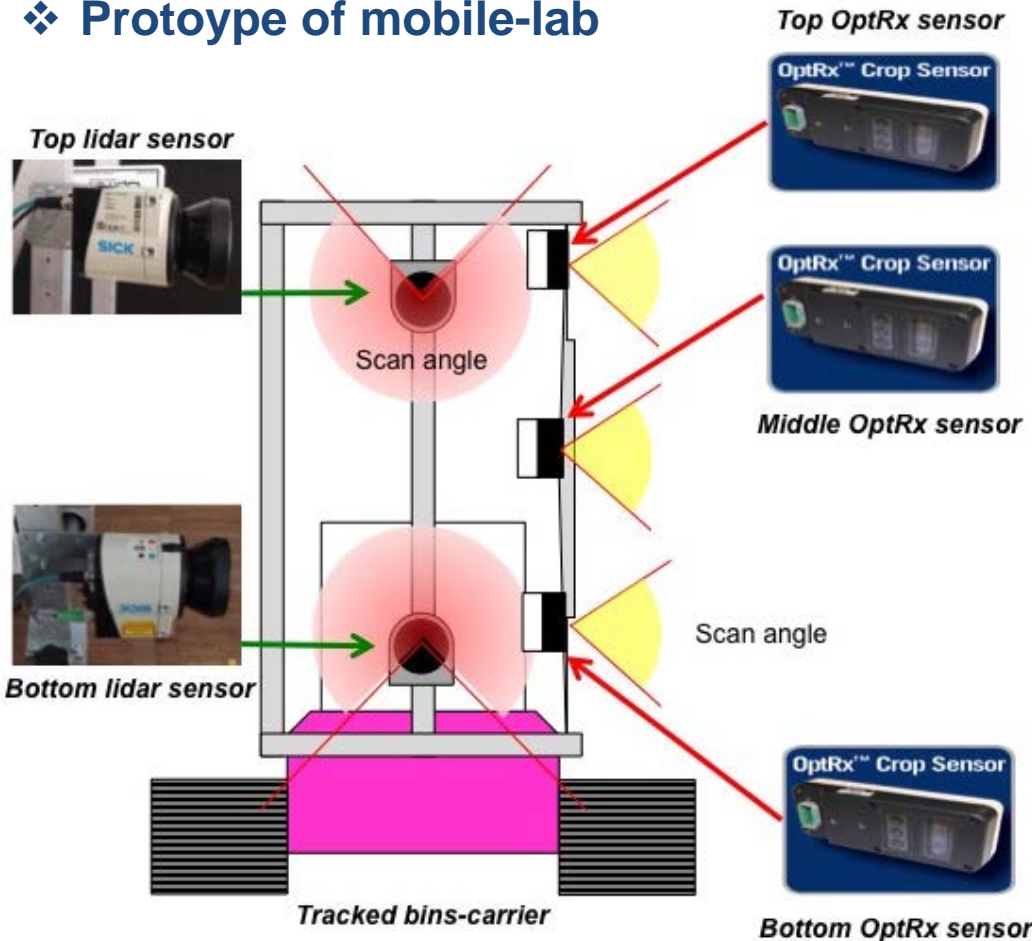 ❖ Protoype of mobile-lab
Top OptRx sensor
OptRx™ Crop Sensor
Top lidar sensor
SICK
Scan angle
OptRx™ Crop Sensor
Middle OptRx sensor
Scan angle
Bottom lidar sensor
OptRx™ Crop Sensor
Tracked bins-carrier
Bottom OptRx sensor